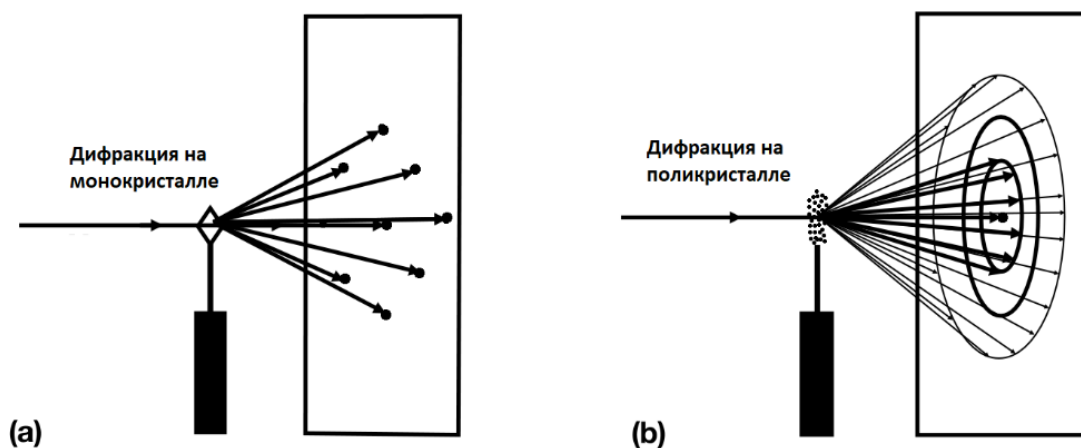 Дифракция на
монокристалле
(a)
Дифракция на
поликристалле
(b)